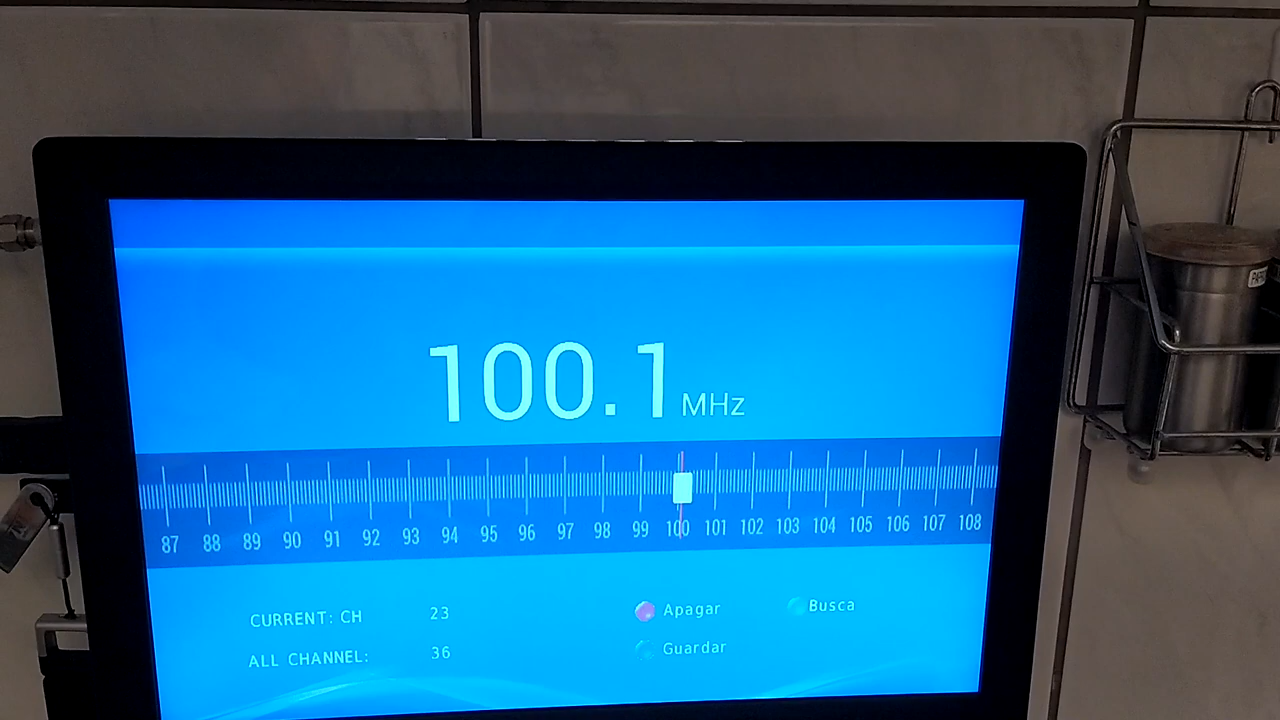 100.1 MHz
87 88 89 90 91 92 93 94 95 96 97 98 99 100 101 102 103 104 105 106 107 108
CURRENT: CH 23
ALL CHANNEL: 36
Apagar
Busca
Guardar